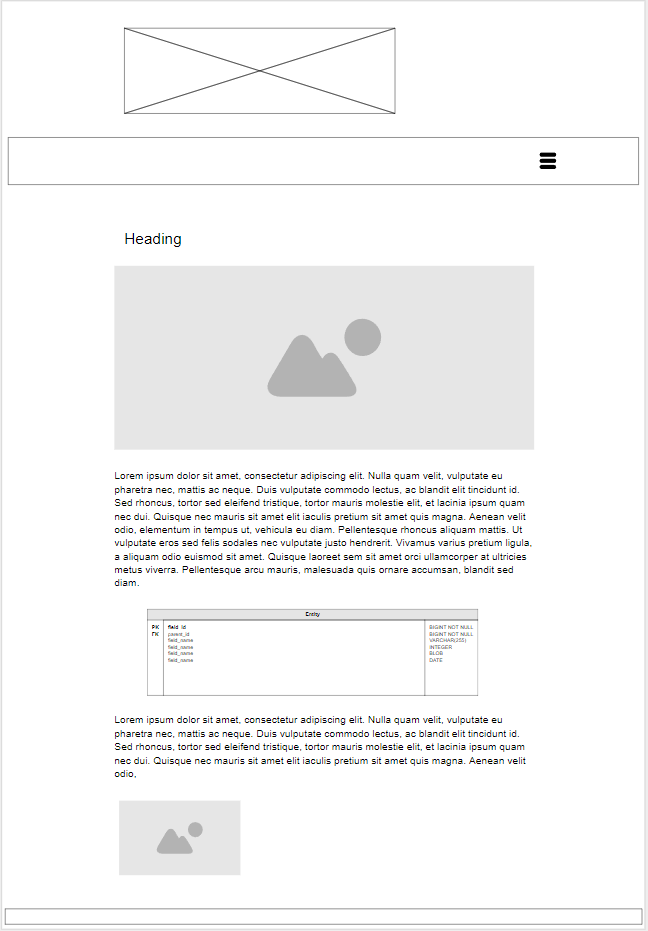 Heading
Lorem ipsum dolor sit amet, consectetur adipiscing elit. Nulla quam velit, vulputate eu
pharetra nec, mattis ac neque. Duis vulputate commodo lectus, ac blandit elit tincidunt id.
Sed rhoncus, tortor sed eleifend tristique, tortor mauris molestie elit, et lacinia ipsum quam
nec dui. Quisque nec mauris sit amet elit iaculis pretium sit amet quis magna. Aenean velit
odio, elementum in tempus ut, vehicula eu diam. Pellentesque rhoncus aliquam mattis. Ut
vulputate eros sed felis sodales nec vulputate justo hendrerit. Vivamus varius pretium ligula,
a aliquam odio euismod sit amet. Quisque laoreet sem sit amet orci ullamcorper at ultricies
metus viverra. Pellentesque arcu mauris, malesuada quis ornare accumsan, blandit sed
diam.
Entity
PK field_id BIGINT NOT NULL
FK parent_id BIGINT NOT NULL
field_name VARCHAR(255)
field_name INTEGER
field_name BLOB
field_name DATE
Lorem ipsum dolor sit amet, consectetur adipiscing elit. Nulla quam velit, vulputate eu
pharetra nec, mattis ac neque. Duis vulputate commodo lectus, ac blandit elit tincidunt id.
Sed rhoncus, tortor sed eleifend tristique, tortor mauris molestie elit, et lacinia ipsum quam
nec dui. Quisque nec mauris sit amet elit iaculis pretium sit amet quis magna. Aenean velit
odio,